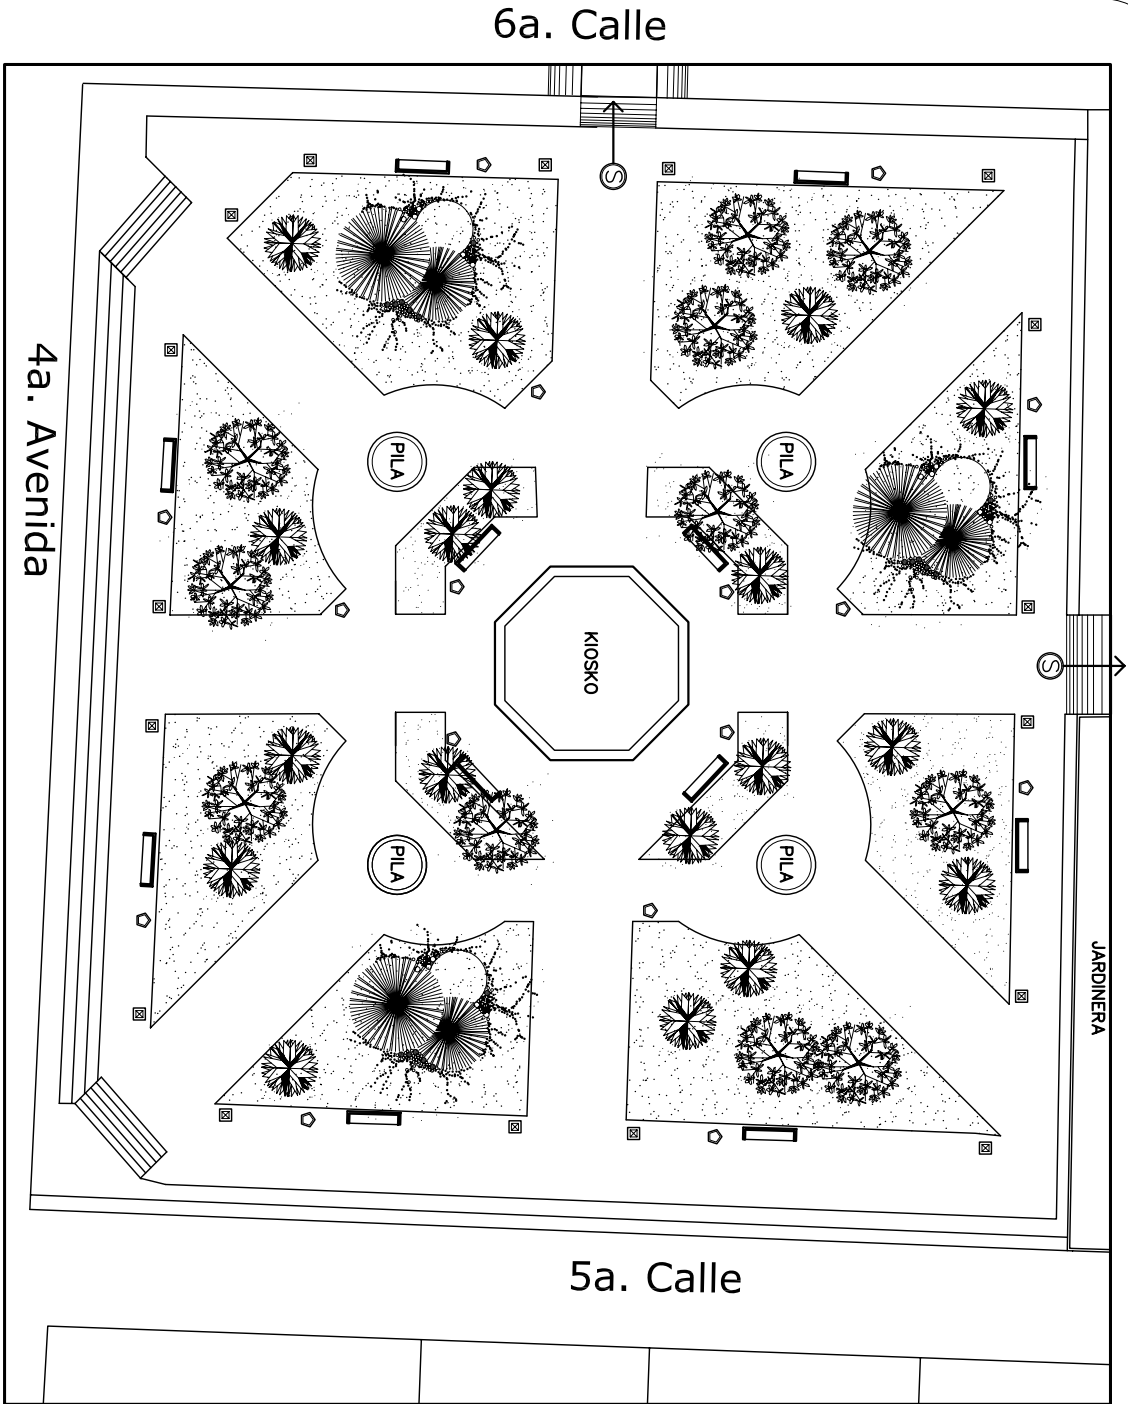 6a. Calle
S
4a. Avenida
PILA
PILA
KIOSKO
S
PILA
PILA
JARDINERA
5a. Calle